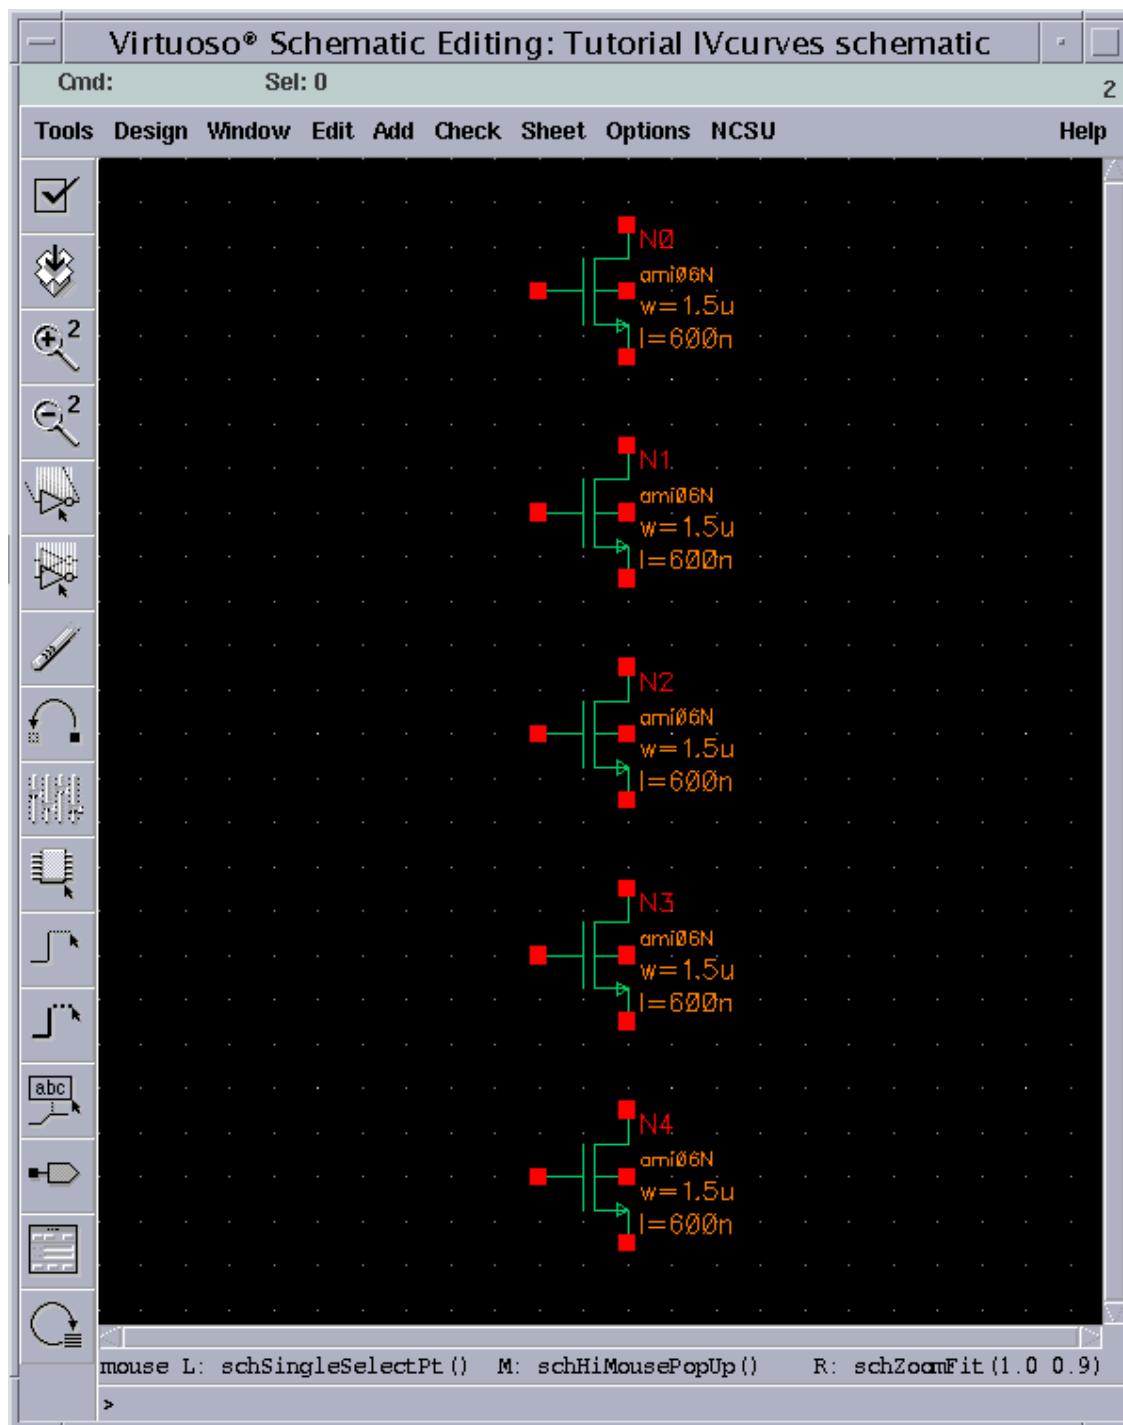 Virtuoso® Schematic Editing: Tutorial IVcurves schematic
Cmd: Sel: 0 2
Tools Design Window Edit Add Check Sheet Options NCSU Help
N0
ami06N
w=1.5u
l=600n
2
2
N1
ami06N
w=1.5u
l=600n
N2
ami06N
w=1.5u
l=600n
N3
ami06N
w=1.5u
l=600n
abc
N4
ami06N
w=1.5u
l=600n
mouse L: schSingleSelectPt() M: schHiMousePopUp() R: schZoomFit(1.0 0.9)
>